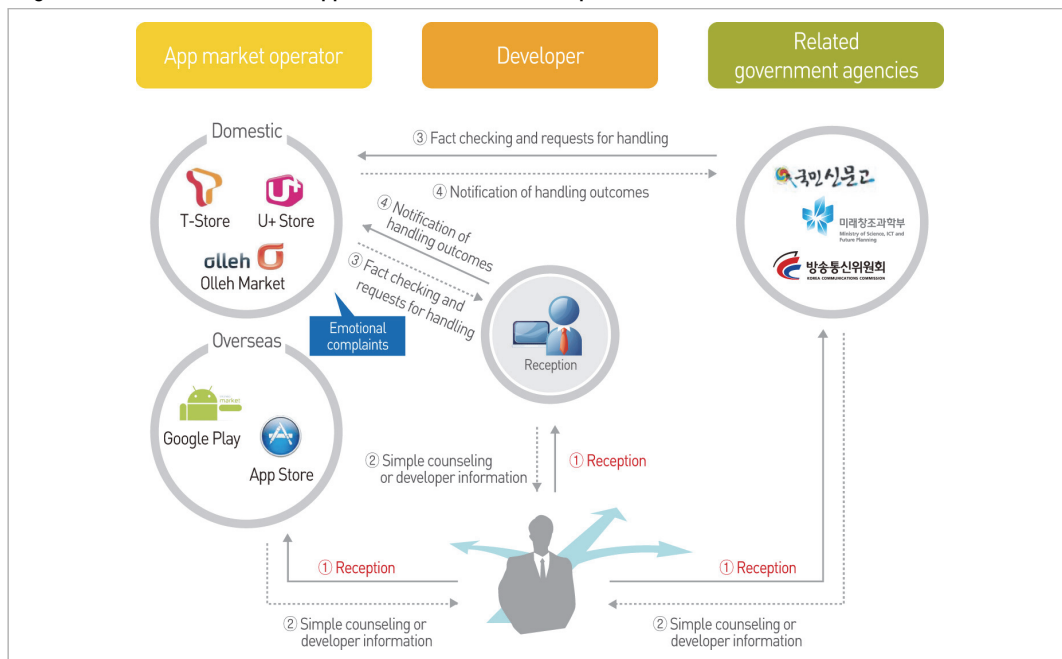 App market operator
Developer
Related
government agencies
Domestic
T-Store
U+
U+ Store
olleh
Olleh Market
③ Fact checking and requests for handling
④ Notification of handling outcomes
④ Notification of
handling outcomes
③ Fact checking and
requests for handling
국민신문고
미래창조과학부
Ministry of Science, ICT and
Future Planning
방송통신위원회
KOREA COMMUNICATIONS COMMISSION
Emotional
complaints
Reception
Overseas
market
Google Play
App Store
② Simple counseling
or developer information
① Reception
① Reception
① Reception
② Simple counseling or
developer information
② Simple counseling or
developer information